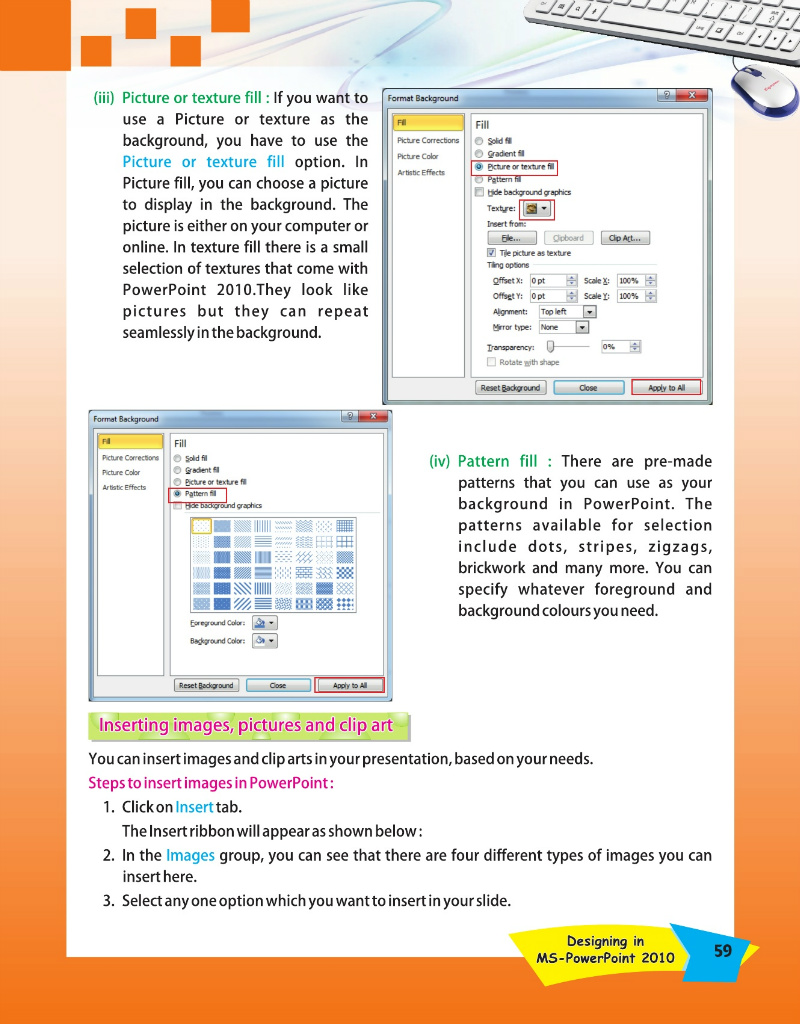 (iii) Picture or texture fill : If you want to
use a Picture or texture as the
background, you have to use the
Picture or texture fill option. In
Picture fill, you can choose a picture
to display in the background. The
picture is either on your computer or
online. In texture fill there is a small
selection of textures that come with
PowerPoint 2010.They look like
pictures but they can repeat
seamlessly in the background.
Format Background
Fill
Picture Corrections
Picture Color
Artistic Effects
Fill
Solid fill
Gradient fill
Picture or texture fill
Pattern fill
Hide background graphics
Texture:
Insert from:
File... Clipboard Clip Art...
Tile picture as texture
Tiling options
Offset X: 0 pt Scale X: 100%
Offset Y: 0 pt Scale Y: 100%
Alignment: Top left
Mirror type: None
Transparency: 0%
Rotate with shape
Reset Background Close Apply to All
Format Background
Fill
Picture Corrections
Picture Color
Artistic Effects
Fill
Solid fill
Gradient fill
Picture or texture fill
Pattern fill
Hide background graphics
Foreground Color:
Background Color:
Reset Background Close Apply to All
(iv) Pattern fill : There are pre-made
patterns that you can use as your
background in PowerPoint. The
patterns available for selection
include dots, stripes, zigzags,
brickwork and many more. You can
specify whatever foreground and
background colours you need.
Inserting images, pictures and clip art
You can insert images and clip arts in your presentation, based on your needs.
Steps to insert images in PowerPoint :
1. Click on Insert tab.
The Insert ribbon will appear as shown below :
2. In the Images group, you can see that there are four different types of images you can
insert here.
3. Select any one option which you want to insert in your slide.
Designing in
MS-PowerPoint 2010
59